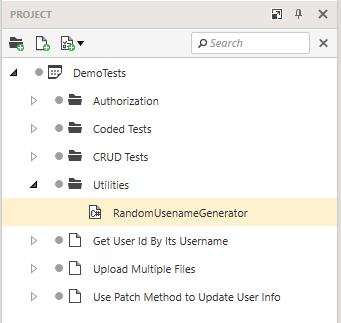 PROJECT
Search
DemoTests
Authorization
Coded Tests
CRUD Tests
Utilities
C# RandomUsenameGenerator
Get User Id By Its Username
Upload Multiple Files
Use Patch Method to Update User Info